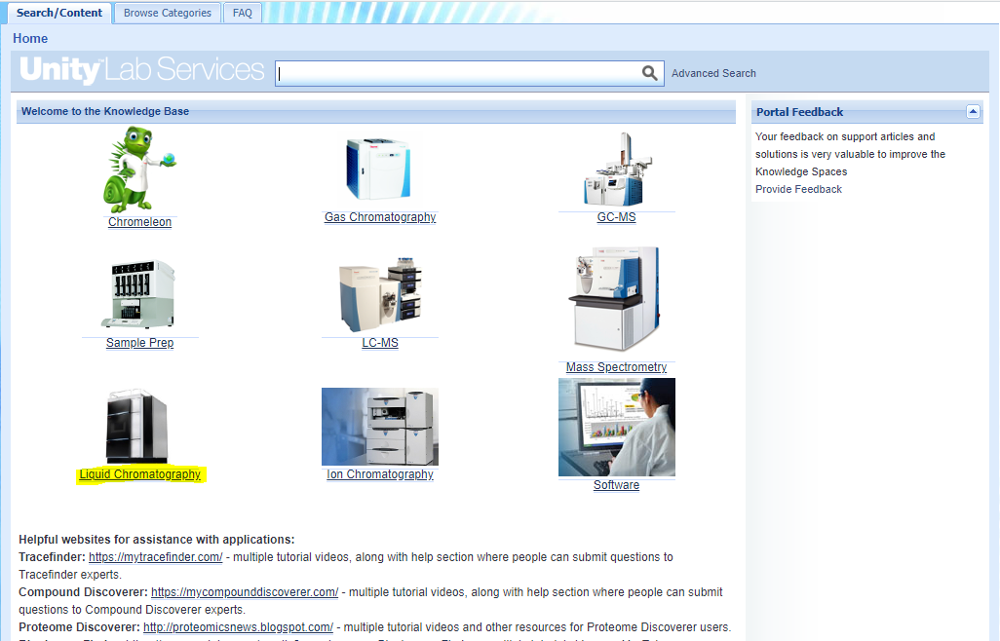 Search/Content Browse Categories FAQ
Home
Unity™Lab Services Advanced Search
Welcome to the Knowledge Base
Portal Feedback
Your feedback on support articles and
solutions is very valuable to improve the
Knowledge Spaces
Provide Feedback
Chromeleon
Gas Chromatography
GC-MS
Sample Prep
LC-MS
Mass Spectrometry
Liquid Chromatography
Ion Chromatography
Software
Helpful websites for assistance with applications:
Tracefinder: https://mytracefinder.com/ - multiple tutorial videos, along with help section where people can submit questions to
Tracefinder experts.
Compound Discoverer: https://mycompounddiscoverer.com/ - multiple tutorial videos, along with help section where people can submit
questions to Compound Discoverer experts.
Proteome Discoverer: http://proteomicsnews.blogspot.com/ - multiple tutorial videos and other resources for Proteome Discoverer users.